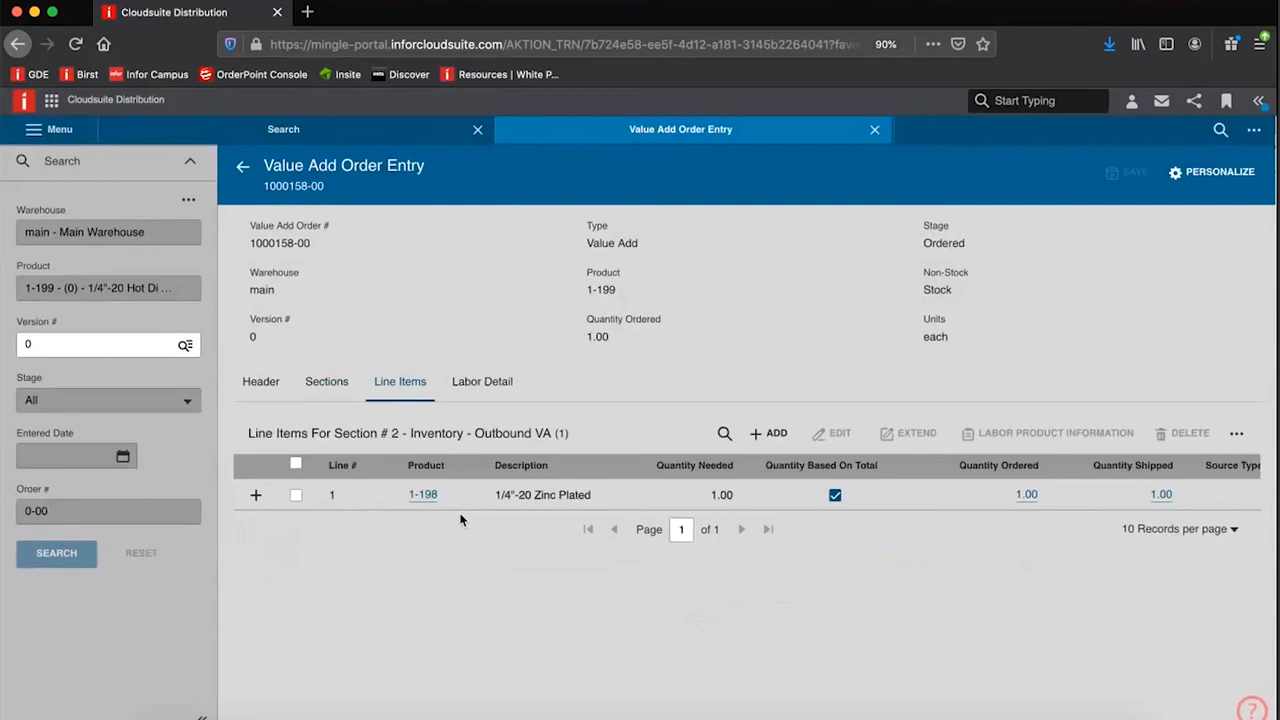 Cloudsuite Distribution
https://mingle-portal.inforcloudsuite.com/AKTION_TRN/7b724e58-ee5f-4d12-a181-3145b2264041?fav
90%
GDE
Birst
Infor Campus
OrderPoint Console
Insite
Discover
Resources | White P...
Cloudsuite Distribution
Start Typing
Menu
Search
Value Add Order Entry
Search
Value Add Order Entry
1000158-00
SAVE
PERSONALIZE
Warehouse
main - Main Warehouse
Product
1-199 - (0) - 1/4"-20 Hot Di ...
Version #
0
Stage
All
Entered Date
Order #
0-00
SEARCH
RESET
Value Add Order #
1000158-00
Type
Value Add
Stage
Ordered
Warehouse
main
Product
1-199
Non-Stock
Stock
Version #
0
Quantity Ordered
1.00
Units
each
Header Sections Line Items Labor Detail
Line Items For Section # 2 - Inventory - Outbound VA (1)
ADD EDIT EXTEND LABOR PRODUCT INFORMATION DELETE
Line # Product Description Quantity Needed Quantity Based On Total Quantity Ordered Quantity Shipped Source Type
1 1-198 1/4"-20 Zinc Plated 1.00 1.00 1.00
Page 1 of 1
10 Records per page